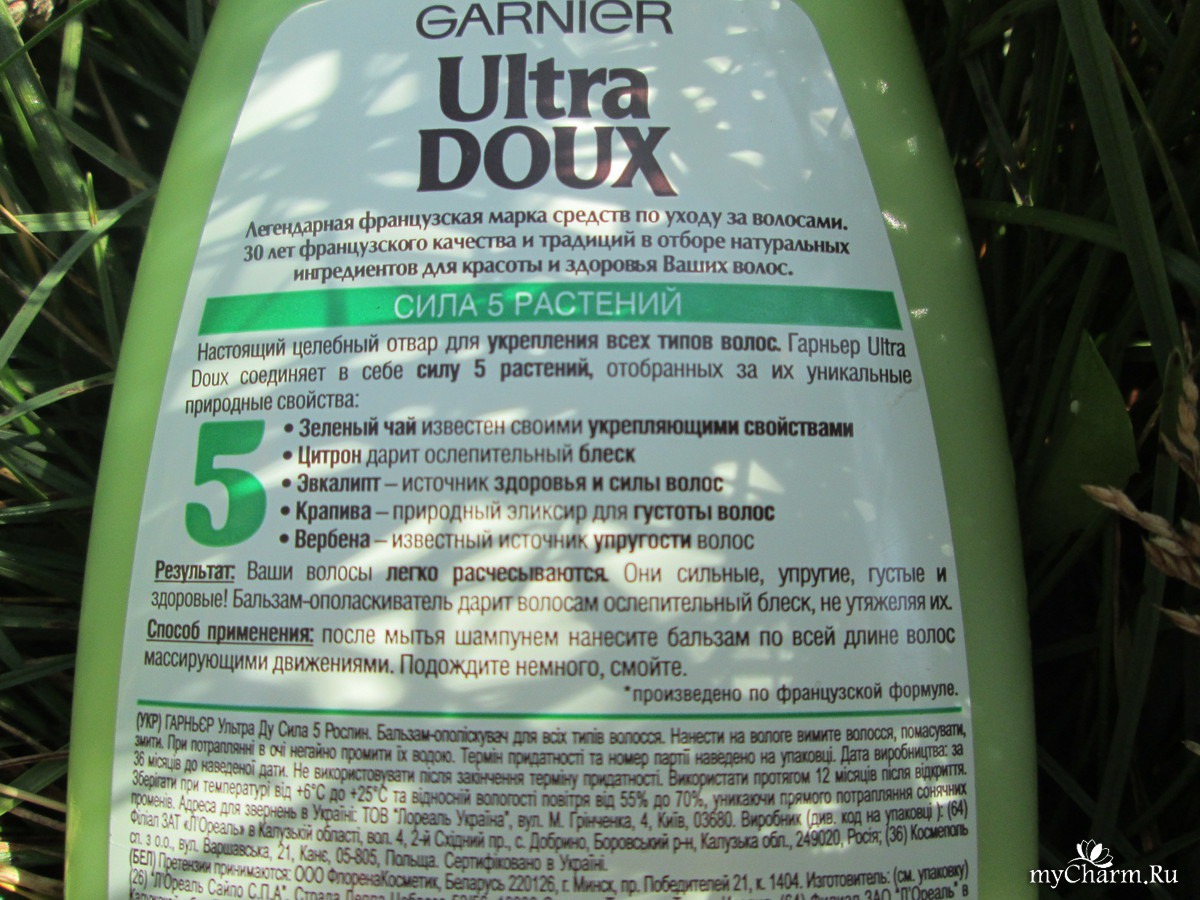 GARNIER
Ultra
DOUX
Легендарная французская марка средств по уходу за волосами.
30 лет французского качества и традиций в отборе натуральных
ингредиентов для красоты и здоровья Ваших волос.
СИЛА 5 РАСТЕНИЙ
Настоящий целебный отвар для укрепления всех типов волос. Гарньер Ultra
Doux соединяет в себе силу 5 растений, отобранных за их уникальные
природные свойства:
5
• Зеленый чай известен своими укрепляющими свойствами
• Цитрон дарит ослепительный блеск
• Эвкалипт – источник здоровья и силы волос
• Крапива – природный эликсир для густоты волос
• Вербена – известный источник упругости волос
Результат: Ваши волосы легко расчесываются. Они сильные, упругие, густые и
здоровые! Бальзам-ополаскиватель дарит волосам ослепительный блеск, не утяжеляя их.
Способ применения: после мытья шампунем нанесите бальзам по всей длине волос
массирующими движениями. Подождите немного, смойте.
*произведено по французской формуле.
(УКР) ГАРНЬЄР Ультра Ду Сила 5 Рослин. Бальзам-ополіскувач для всіх типів волосся. Нанести на вологе вимите волосся, помасувати,
змити. При потраплянні в очі негайно промити їх водою. Термін придатності та номер партії наведено на упаковці. Дата виробництва: за
36 місяців до наведеної дати. Не використовувати після закінчення терміну придатності. Використати протягом 12 місяців після відкриття.
Зберігати при температурі від +6°C до +25°C та відносній вологості повітря від 55% до 70%, уникаючи прямого потрапляння сонячних
променів. Адреса для звернень в Україні: ТОВ "Лореаль Україна", вул. М. Грінченка, 4, Київ, 03680. Виробник (див. код на упаковці ): (64)
Філіал ЗАТ «Л'Ореаль» в Калузькій області, вол. 4, 2-й Східний пр., с. Добрино, Боровський р-н, Калузька обл., 249020, Росія; (36) Космеполь
сп. з о.о., вул. Варшавська, 21, Канє, 05-805, Польща. Сертифіковано в Україні.
(БЕЛ) Претензии принимаются: ООО ФлоренаКосметик, Беларусь 220126, г. Минск, пр. Победителей 21, к. 1404. Изготовитель: (см. упаковку)
(26) "Л'Ореаль Сайпо С.П.А", Страда
myCharm.Ru